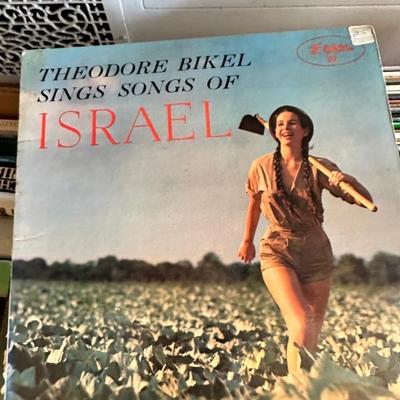 THEODORE BIKEL
SINGS SONGS OF
ISRAEL